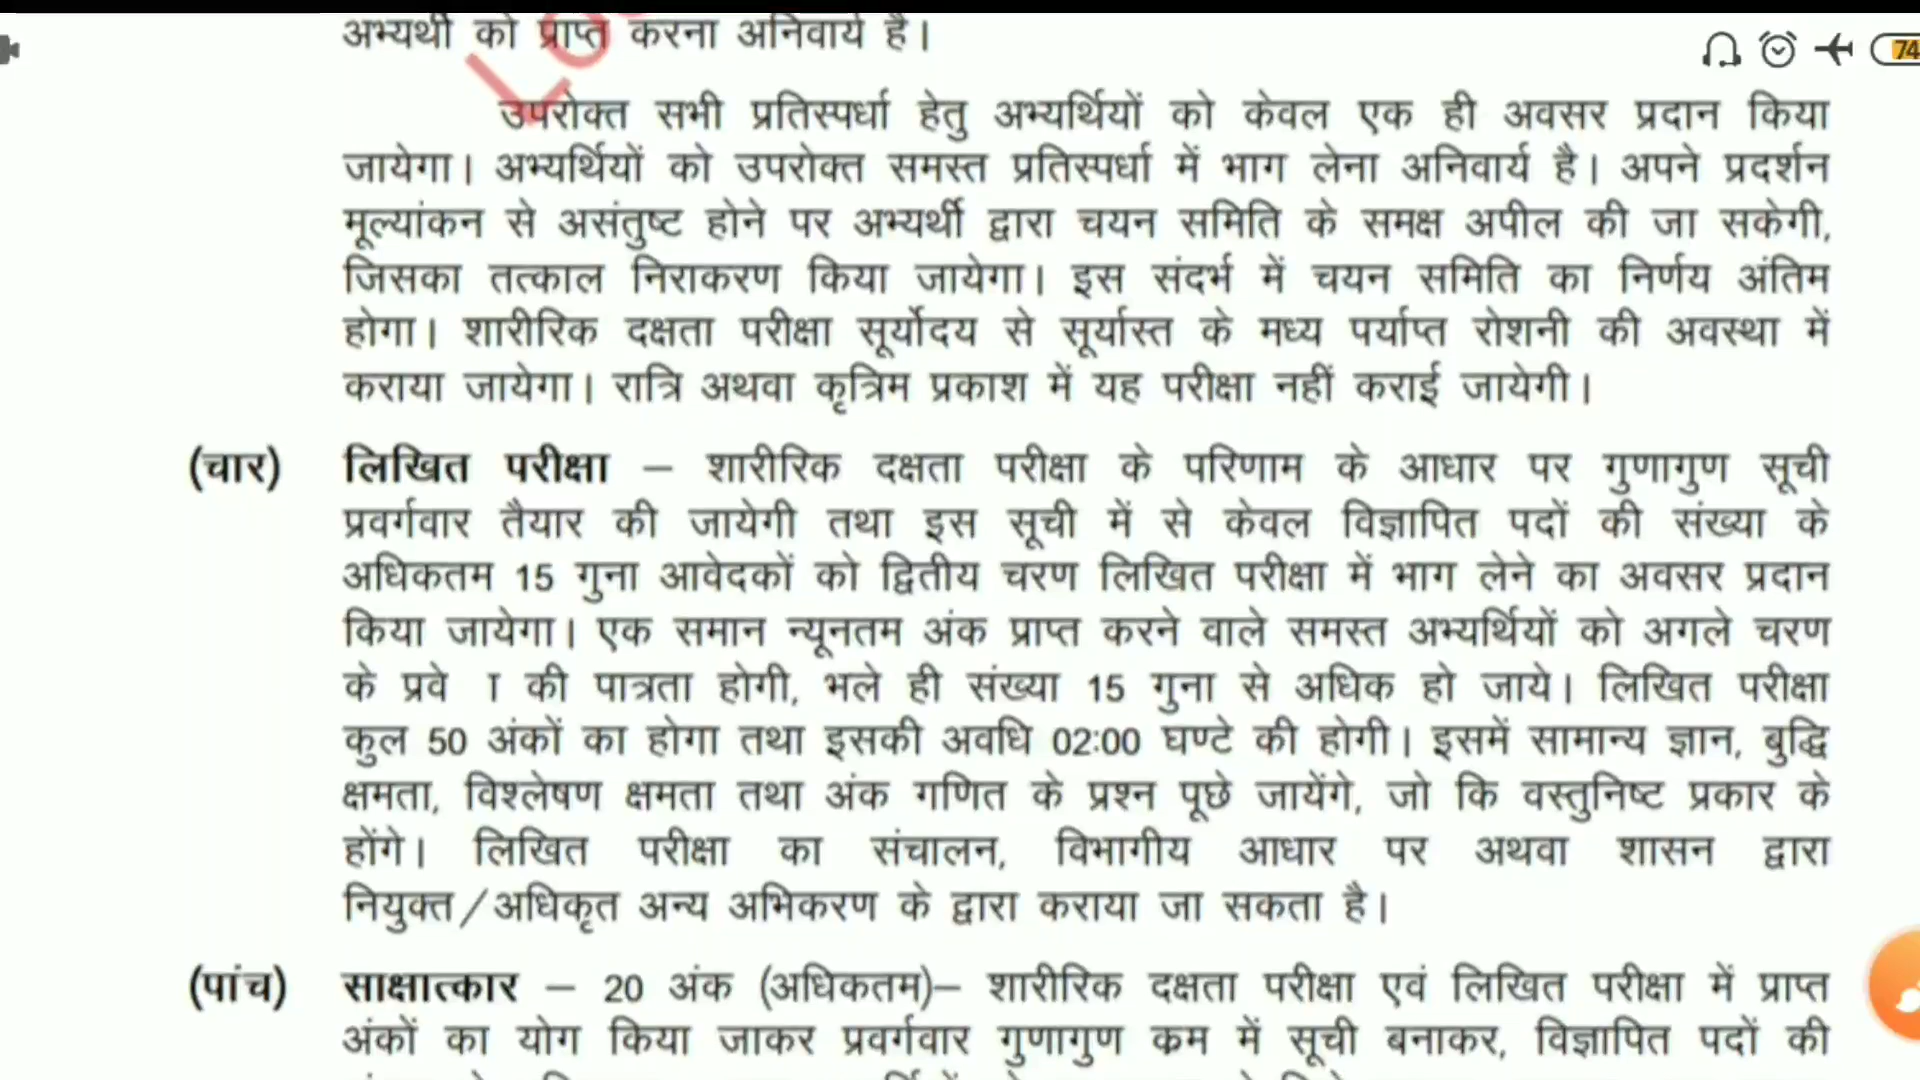 अभ्यर्थी को प्राप्त करना अनिवार्य है।
74
उपरोक्त सभी प्रतिस्पर्धा हेतु अभ्यर्थियों को केवल एक ही अवसर प्रदान किया
जायेगा। अभ्यर्थियों को उपरोक्त समस्त प्रतिस्पर्धा में भाग लेना अनिवार्य है। अपने प्रदर्शन
मूल्यांकन से असंतुष्ट होने पर अभ्यर्थी द्वारा चयन समिति के समक्ष अपील की जा सकेगी,
जिसका तत्काल निराकरण किया जायेगा। इस संदर्भ में चयन समिति का निर्णय अंतिम
होगा। शारीरिक दक्षता परीक्षा सूर्योदय से सूर्यास्त के मध्य पर्याप्त रोशनी की अवस्था में
कराया जायेगा। रात्रि अथवा कृत्रिम प्रकाश में यह परीक्षा नहीं कराई जायेगी।
(चार) लिखित परीक्षा – शारीरिक दक्षता परीक्षा के परिणाम के आधार पर गुणागुण सूची
प्रवर्गवार तैयार की जायेगी तथा इस सूची में से केवल विज्ञापित पदों की संख्या के
अधिकतम 15 गुना आवेदकों को द्वितीय चरण लिखित परीक्षा में भाग लेने का अवसर प्रदान
किया जायेगा। एक समान न्यूनतम अंक प्राप्त करने वाले समस्त अभ्यर्थियों को अगले चरण
के प्रवे ा की पात्रता होगी, भले ही संख्या 15 गुना से अधिक हो जाये। लिखित परीक्षा
कुल 50 अंकों का होगा तथा इसकी अवधि 02:00 घण्टे की होगी। इसमें सामान्य ज्ञान, बुद्धि
क्षमता, विश्लेषण क्षमता तथा अंक गणित के प्रश्न पूछे जायेंगे, जो कि वस्तुनिष्ट प्रकार के
होंगे। लिखित परीक्षा का संचालन, विभागीय आधार पर अथवा शासन द्वारा
नियुक्त/अधिकृत अन्य अभिकरण के द्वारा कराया जा सकता है।
(पांच) साक्षात्कार – 20 अंक (अधिकतम)– शारीरिक दक्षता परीक्षा एवं लिखित परीक्षा में प्राप्त
अंकों का योग किया जाकर प्रवर्गवार गुणागुण क्रम में सूची बनाकर, विज्ञापित पदों की